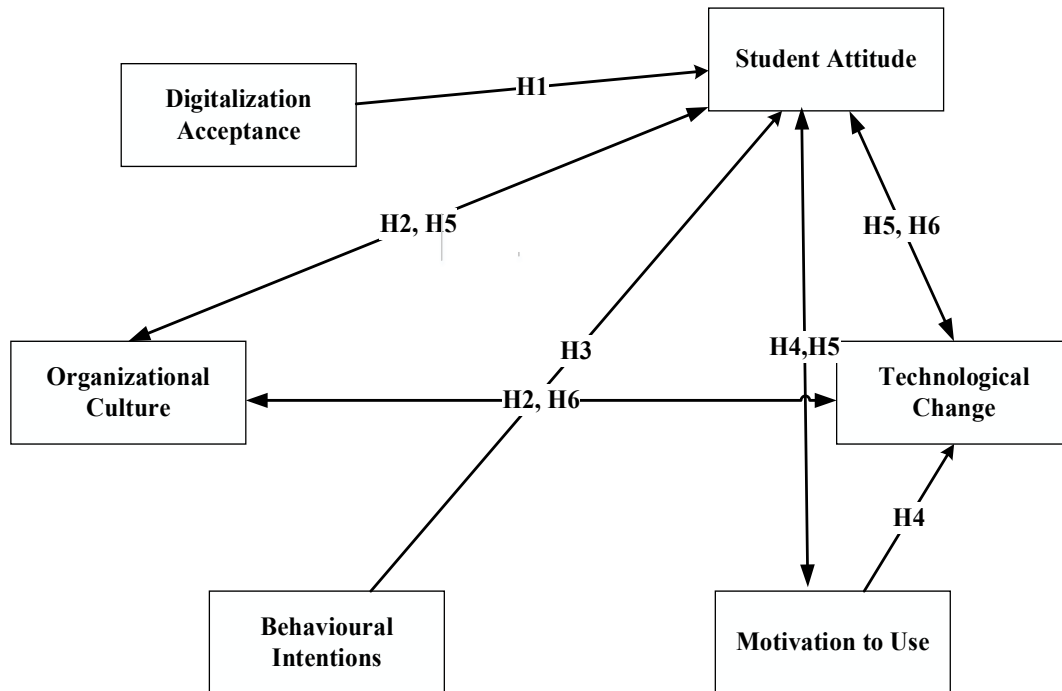 Student Attitude
Digitalization
Acceptance
H1
H2, H5
H5, H6
H3
H4,H5
Organizational
Culture
H2, H6
Technological
Change
H4
Behavioural
Intentions
Motivation to Use